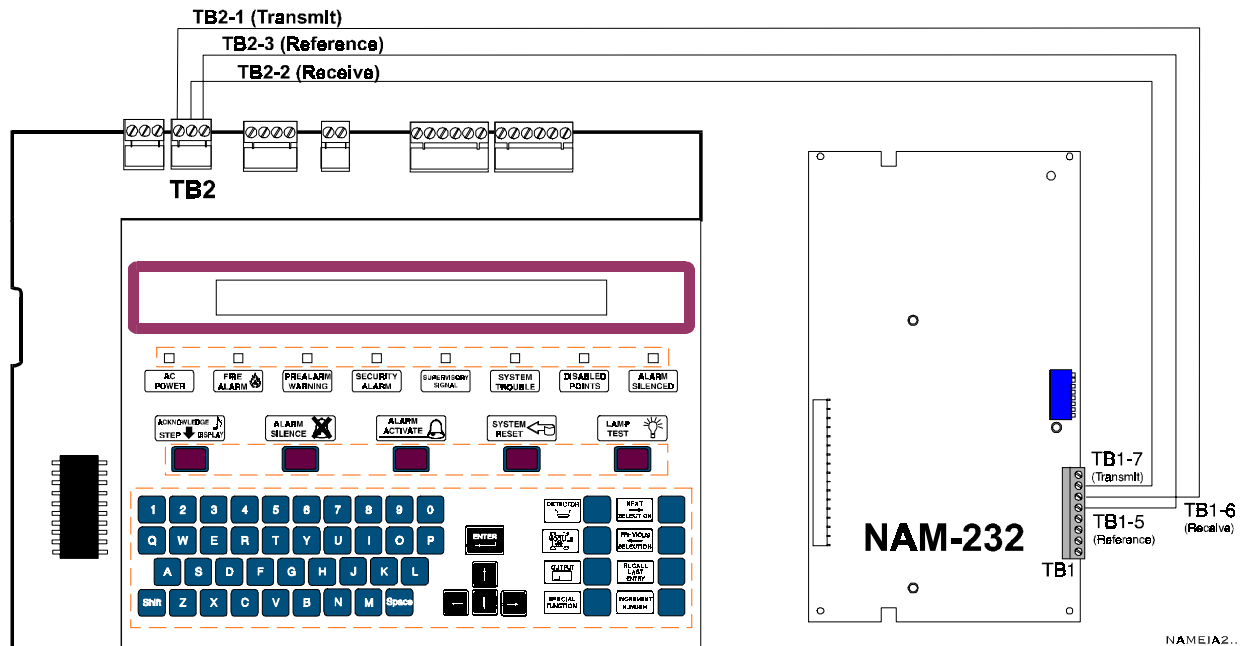 TB2-1 (Transmit)
TB2-3 (Reference)
TB2-2 (Receive)
TB2
AC
POWER
FIRE
ALARM
PREALARM
WARNING
SECURITY
ALARM
SUPERVISORY
SIGNAL
SYSTEM
TROUBLE
DISABLED
POINTS
ALARM
SILENCED
ACKNOWLEDGE
STEP DISPLAY
ALARM
SILENCE
ALARM
ACTIVATE
SYSTEM
RESET
LAMP
TEST
1 2 3 4 5 6 7 8 9 0
Q W E R T Y U I O P
A S D F G H J K L
Shift Z X C V B N M Space
ENTER
DETECTOR
NEXT
SELECTION
PREVIOUS
SELECTION
OUTPUT
RECALL
LAST
ENTRY
SPECIAL
FUNCTION
INCREMENT
NUMBER
NAM-232
TB1-7
(Transmit)
TB1-5
(Reference)
TB1-6
(Receive)
TB1
NAMEIA2..